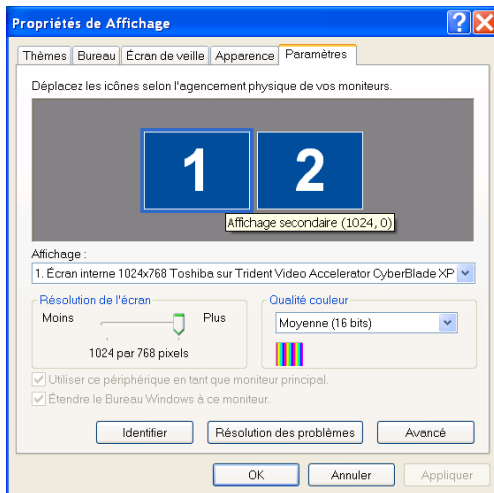 Propriétés de Affichage
Thèmes Bureau Écran de veille Apparence Paramètres
Déplacez les icônes selon l'agencement physique de vos moniteurs.
1 2
Affichage secondaire (1024, 0)
Affichage :
1. Écran interne 1024x768 Toshiba sur Trident Video Accelerator CyberBlade XP
Résolution de l'écran Qualité couleur
Moins Plus Moyenne (16 bits)
1024 par 768 pixels
Utiliser ce périphérique en tant que moniteur principal.
Étendre le Bureau Windows à ce moniteur.
Identifier Résolution des problèmes Avancé
OK Annuler Appliquer